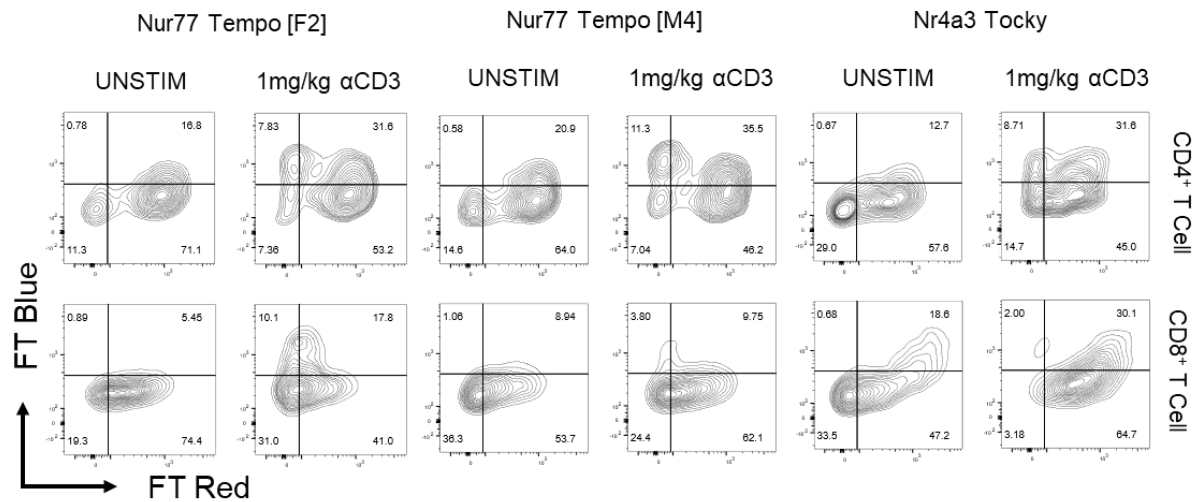 Nur77 Tempo [F2] Nur77 Tempo [M4] Nr4a3 Tocky
UNSTIM 1mg/kg αCD3 UNSTIM 1mg/kg αCD3 UNSTIM 1mg/kg αCD3
0.78 16.8 7.83 31.6 0.58 20.9 11.3 35.5 0.67 12.7 8.71 31.6
11.3 71.1 7.36 53.2 14.6 64.0 7.04 46.2 29.0 57.6 14.7 45.0
CD4⁺ T Cell
0.89 5.45 10.1 17.8 1.06 8.94 3.80 9.75 0.68 18.6 2.00 30.1
19.3 74.4 31.0 41.0 36.3 53.7 24.4 62.1 33.5 47.2 3.18 64.7
CD8⁺ T Cell
FT Blue
FT Red